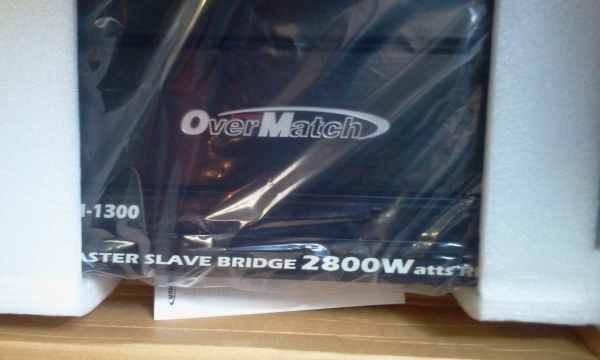 OverMatch
-1300
ASTER SLAVE BRIDGE 2800Watts R